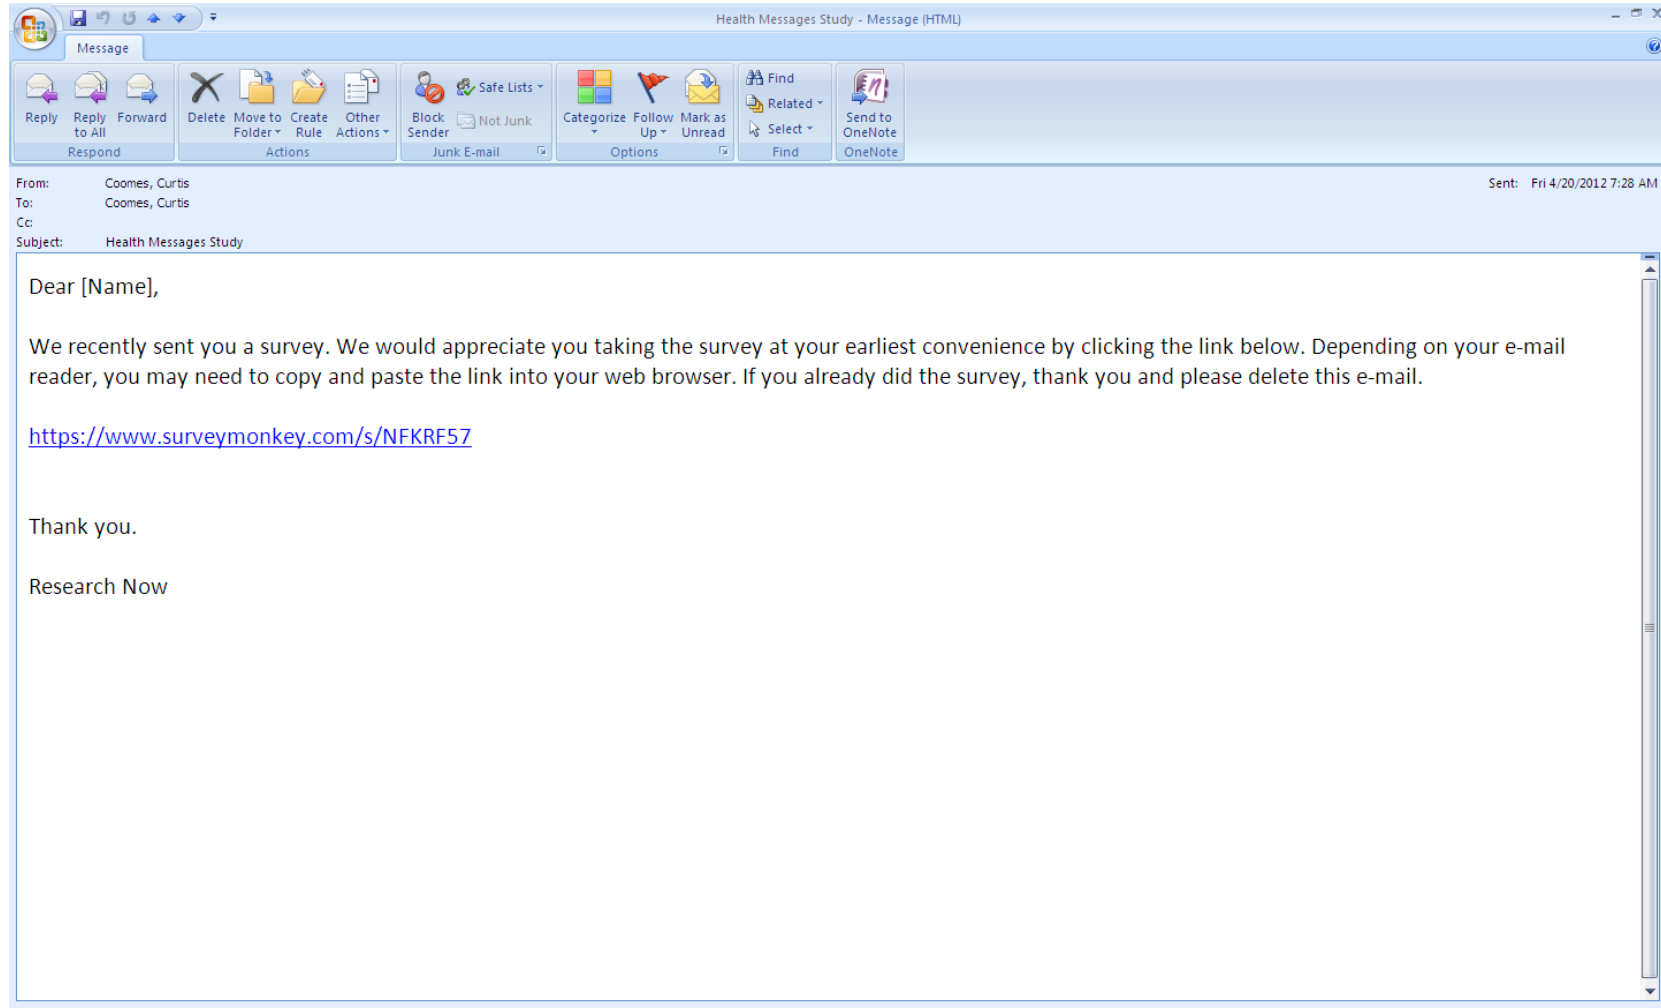 Health Messages Study - Message (HTML)
Message
Reply
Reply to All
Forward
Respond
Delete
Move to Folder
Create Rule
Other Actions
Actions
Block Sender
Safe Lists
Not Junk
Junk E-mail
Categorize
Follow Up
Mark as Unread
Options
Find
Related
Select
Find
Send to OneNote
OneNote
From: Coomes, Curtis
Sent: Fri 4/20/2012 7:28 AM
To: Coomes, Curtis
Cc:
Subject: Health Messages Study
Dear [Name],
We recently sent you a survey. We would appreciate you taking the survey at your earliest convenience by clicking the link below. Depending on your e-mail
reader, you may need to copy and paste the link into your web browser. If you already did the survey, thank you and please delete this e-mail.
https://www.surveymonkey.com/s/NFKRF57
Thank you.
Research Now